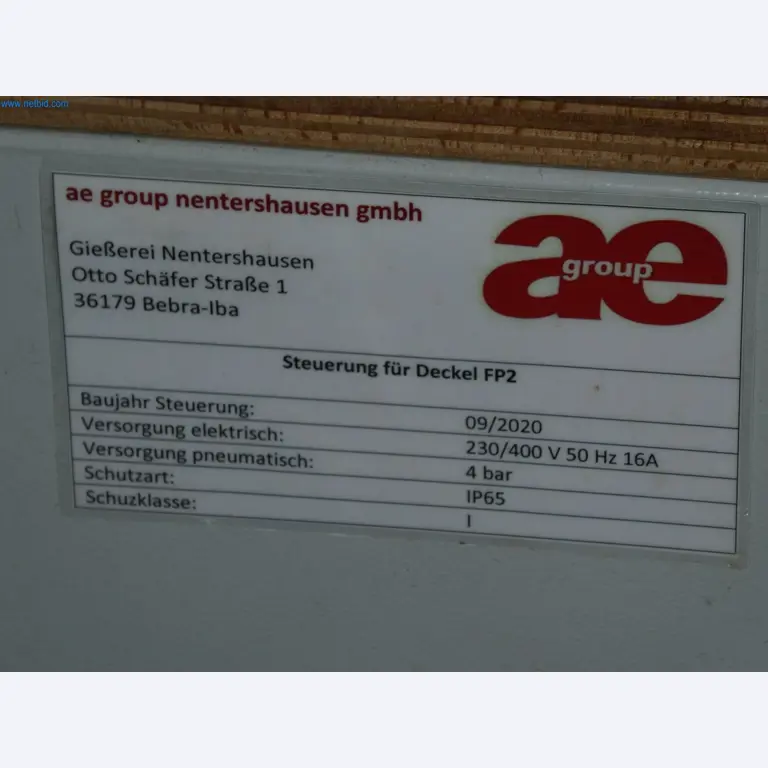 www.netbid.com
ae group nentershausen gmbh
Gießerei Nentershausen
Otto Schäfer Straße 1
36179 Bebra-Iba
ae group
Steuerung für Deckel FP2
Baujahr Steuerung: 09/2020
Versorgung elektrisch: 230/400 V 50 Hz 16A
Versorgung pneumatisch: 4 bar
Schutzart: IP65
Schuzklasse: I